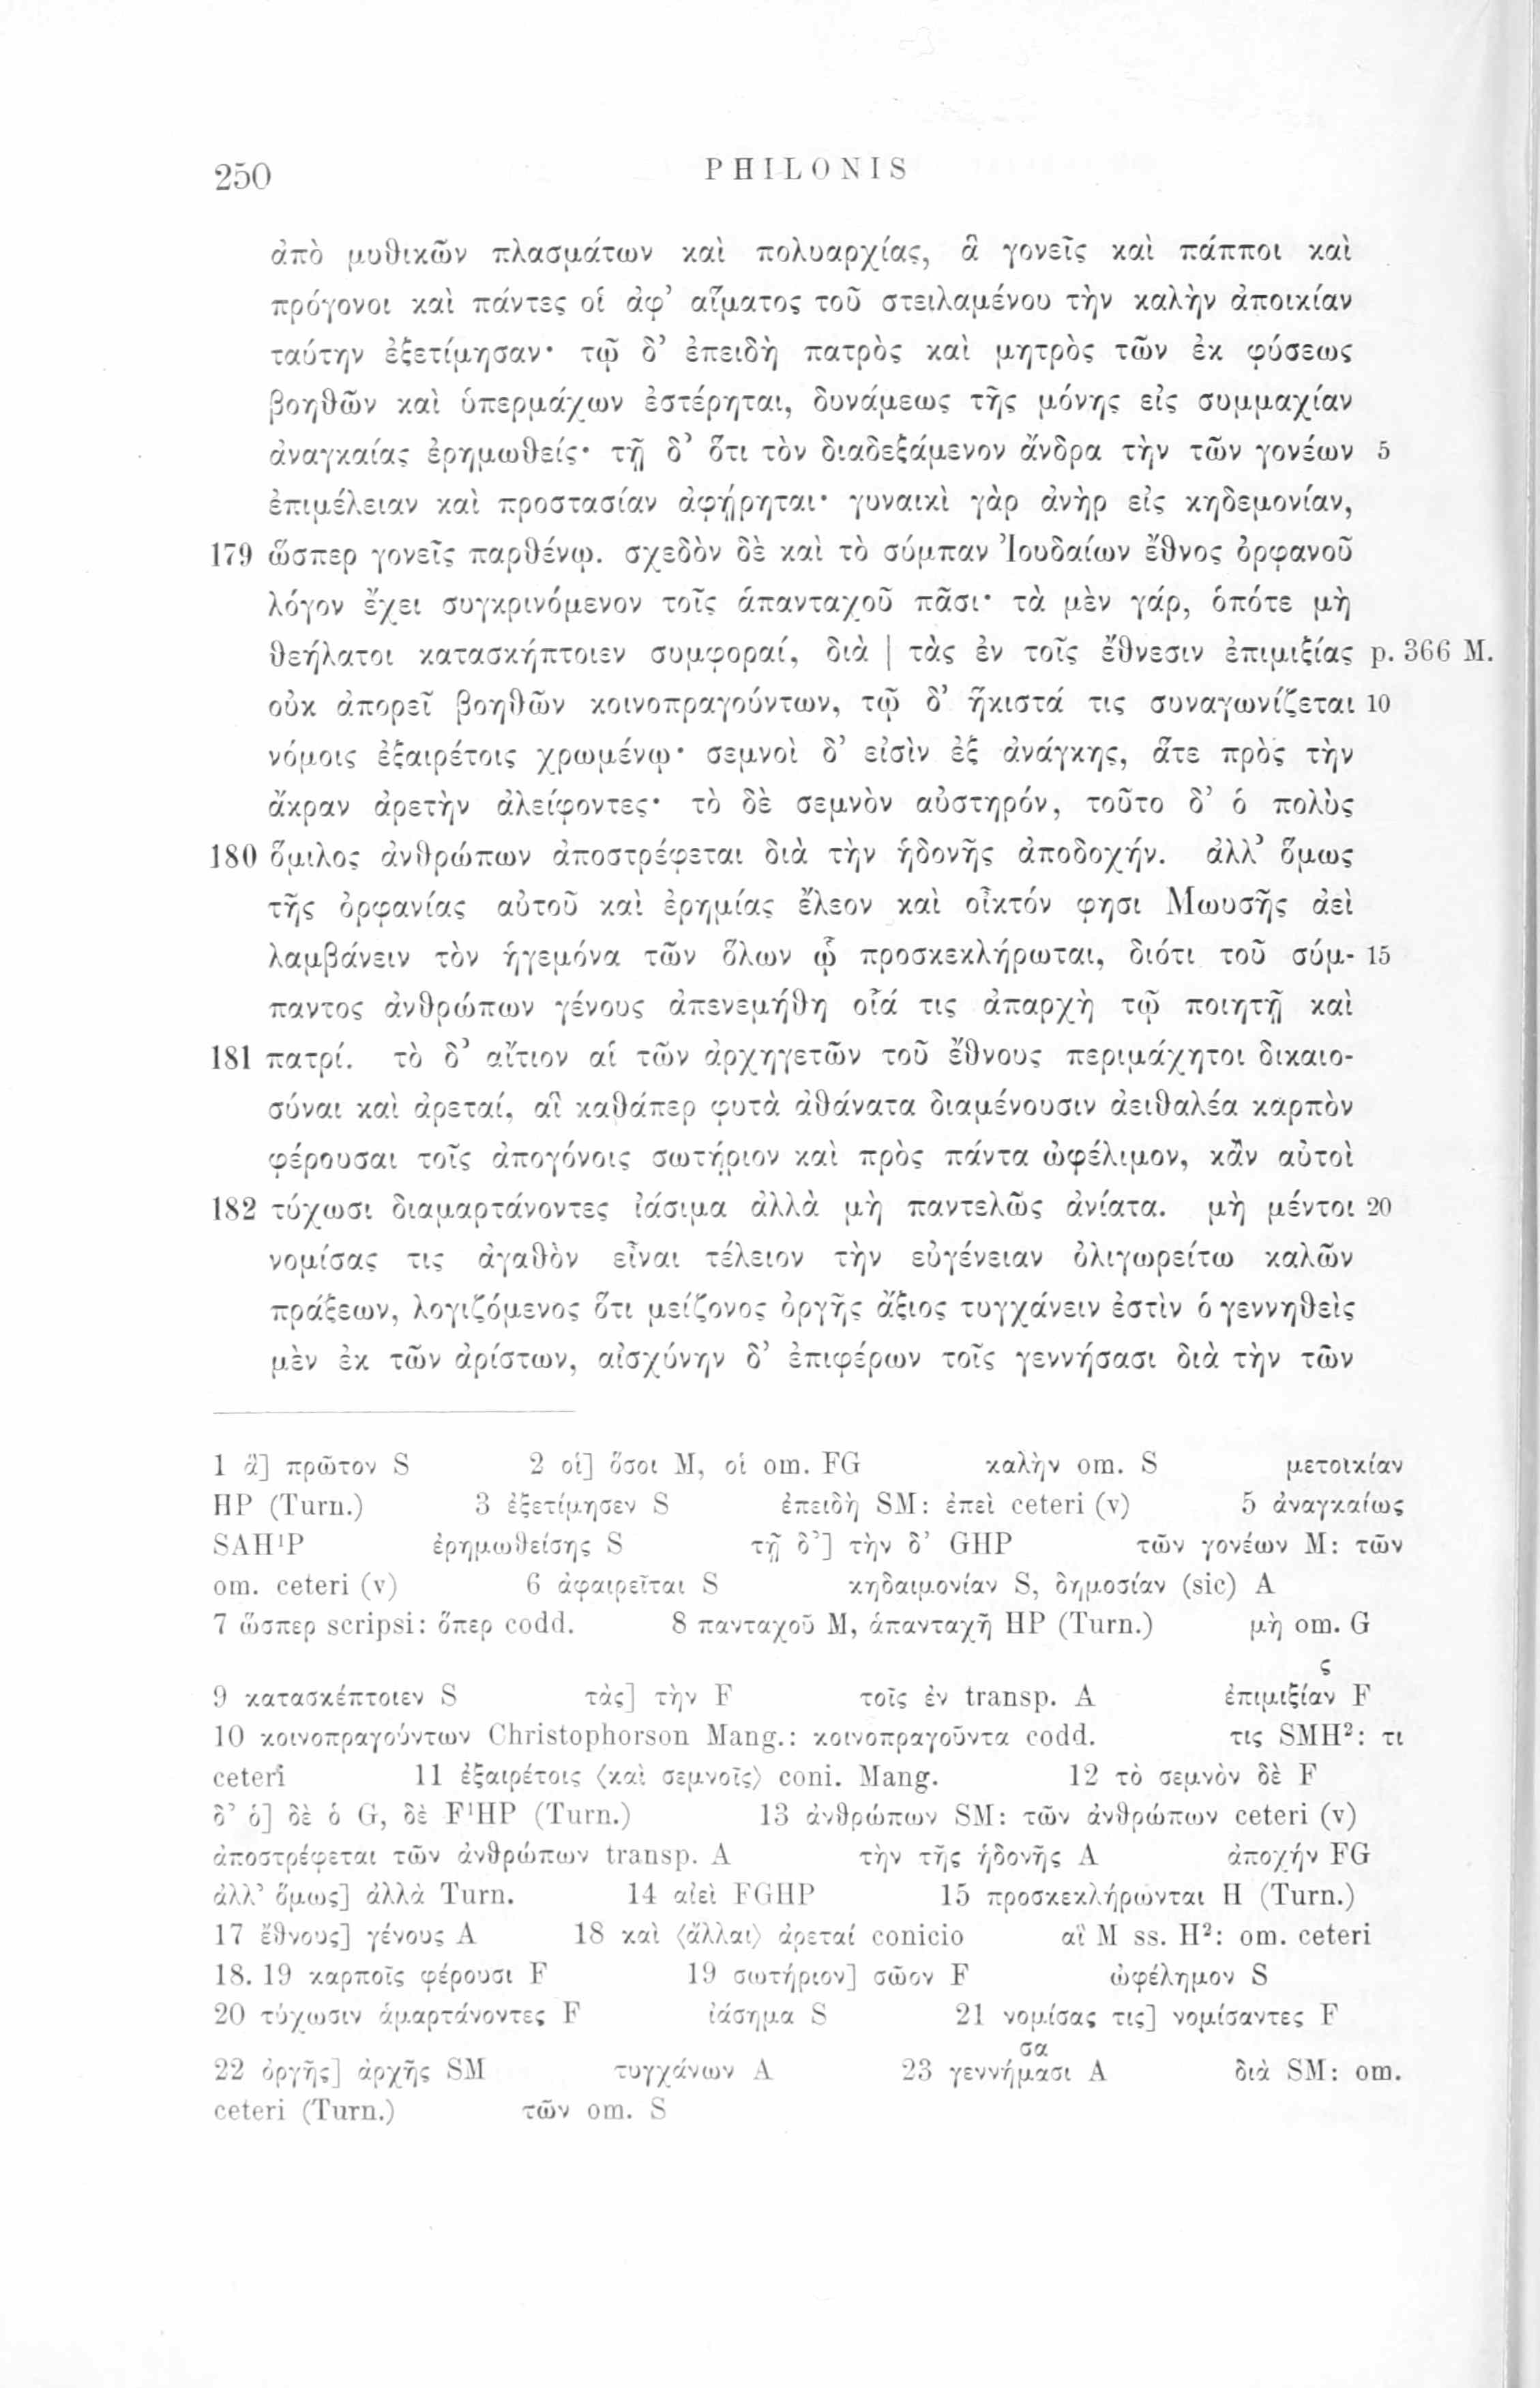 250
PHILONIS
ἀπὸ μυθικῶν πλασμάτων καὶ πολυαρχίας, ἃ γονεῖς καὶ πάπποι καὶ
πρόγονοι καὶ πάντες οἱ ἀφ’ αἵματος τοῦ στειλαμένου τὴν καλὴν ἀποικίαν
ταύτην ἐξετίμησαν· τῷ δ’ ἐπειδὴ πατρὸς καὶ μητρὸς τῶν ἐκ φύσεως
βοηθῶν καὶ ὑπερμάχων ἐστέρηται, δυνάμεως τῆς μόνης εἰς συμμαχίαν
ἀναγκαίας ἐρημωθείς· τῇ δ’ ὅτι τὸν διαδεξάμενον ἄνδρα τὴν τῶν γονέων 5
ἐπιμέλειαν καὶ προστασίαν ἀφῄρηται· γυναικὶ γὰρ ἀνὴρ εἰς κηδεμονίαν,
179 ὥσπερ γονεῖς παρθένῳ. σχεδὸν δὲ καὶ τὸ σύμπαν Ἰουδαίων ἔθνος ὀρφανοῦ
λόγον ἔχει συγκρινόμενον τοῖς ἁπανταχοῦ πᾶσι· τὰ μὲν γάρ, ὁπότε μὴ
θεήλατοι κατασκήπτοιεν συμφοραί, διὰ | τὰς ἐν τοῖς ἔθνεσιν ἐπιμιξίας p. 366 M.
οὐκ ἀπορεῖ βοηθῶν κοινοπραγούντων, τῷ δ’ ἥκιστά τις συναγωνίζεται 10
νόμοις ἐξαιρέτοις χρωμένῳ· σεμνοὶ δ’ εἰσὶν ἐξ ἀνάγκης, ἅτε πρὸς τὴν
ἄκραν ἀρετὴν ἀλείφοντες· τὸ δὲ σεμνὸν αὐστηρόν, τοῦτο δ’ ὁ πολὺς
180 ὅμιλος ἀνθρώπων ἀποστρέφεται διὰ τὴν ἡδονῆς ἀποδοχήν. ἀλλ’ ὅμως
τῆς ὀρφανίας αὐτοῦ καὶ ἐρημίας ἔλεον καὶ οἶκτόν φησι Μωυσῆς ἀεὶ
λαμβάνειν τὸν ἡγεμόνα τῶν ὅλων ᾧ προσκεκλήρωται, διότι τοῦ σύμ- 15
παντος ἀνθρώπων γένους ἀπενεμήθη οἷά τις ἀπαρχὴ τῷ ποιητῇ καὶ
181 πατρί. τὸ δ’ αἴτιον αἱ τῶν ἀρχηγετῶν τοῦ ἔθνους περιμάχητοι δικαιο-
σύναι καὶ ἀρεταί, αἳ καθάπερ φυτὰ ἀθάνατα διαμένουσιν ἀειθαλέα καρπὸν
φέρουσαι τοῖς ἀπογόνοις σωτήριον καὶ πρὸς πάντα ὠφέλιμον, κἂν αὐτοὶ
182 τύχωσι διαμαρτάνοντες ἰάσιμα ἀλλὰ μὴ παντελῶς ἀνίατα. μὴ μέντοι 20
νομίσας τις ἀγαθὸν εἶναι τέλειον τὴν εὐγένειαν ὀλιγωρείτω καλῶν
πράξεων, λογιζόμενος ὅτι μείζονος ὀργῆς ἄξιος τυγχάνειν ἐστὶν ὁ γεννηθεὶς
μὲν ἐκ τῶν ἀρίστων, αἰσχύνην δ’ ἐπιφέρων τοῖς γεννήσασι διὰ τὴν τῶν
1 ἃ] πρῶτον S 2 οἱ] ὅσοι M, οἱ om. FG καλὴν om. S μετοικίαν
HP (Turn.) 3 ἐξετίμησεν S ἐπειδὴ SM: ἐπεὶ ceteri (v) 5 ἀναγκαίως
SAH¹P ἐρημωθείσης S τῇ δ’] τὴν δ’ GHP τῶν γονέων M: τῶν
om. ceteri (v) 6 ἀφαιρεῖται S κηδαιμονίαν S, δημοσίαν (sic) A
7 ὥσπερ scripsi: ὅπερ codd. 8 πανταχοῦ M, ἁπανταχῆ HP (Turn.) μὴ om. G
ς
9 κατασκέπτοιεν S τὰς] τὴν F τοῖς ἐν transp. A ἐπιμιξίαν F
10 κοινοπραγούντων Christophorson Mang.: κοινοπραγοῦντα codd. τις SMH²: τι
ceteri 11 ἐξαιρέτοις ⟨καὶ σεμνοῖς⟩ coni. Mang. 12 τὸ σεμνὸν δὲ F
δ’ ὁ] δὲ ὁ G, δὲ F¹HP (Turn.) 13 ἀνθρώπων SM: τῶν ἀνθρώπων ceteri (v)
ἀποστρέφεται τῶν ἀνθρώπων transp. A τὴν τῆς ἡδονῆς A ἀποχήν FG
ἀλλ’ ὅμως] ἀλλὰ Turn. 14 αἰεὶ FGHP 15 προσκεκλήρωνται H (Turn.)
17 ἔθνους] γένους A 18 καὶ ⟨ἄλλαι⟩ ἀρεταί conicio αἳ M ss. H²: om. ceteri
18. 19 καρποῖς φέρουσι F 19 σωτήριον] σῶον F ὠφέλημον S
20 τύχωσιν ἁμαρτάνοντες F ἰάσημα S 21 νομίσας τις] νομίσαντες F
σα
22 ὀργῆς] ἀρχῆς SM τυγχάνων A 23 γεννήμασι A διὰ SM: om.
ceteri (Turn.) τῶν om. S